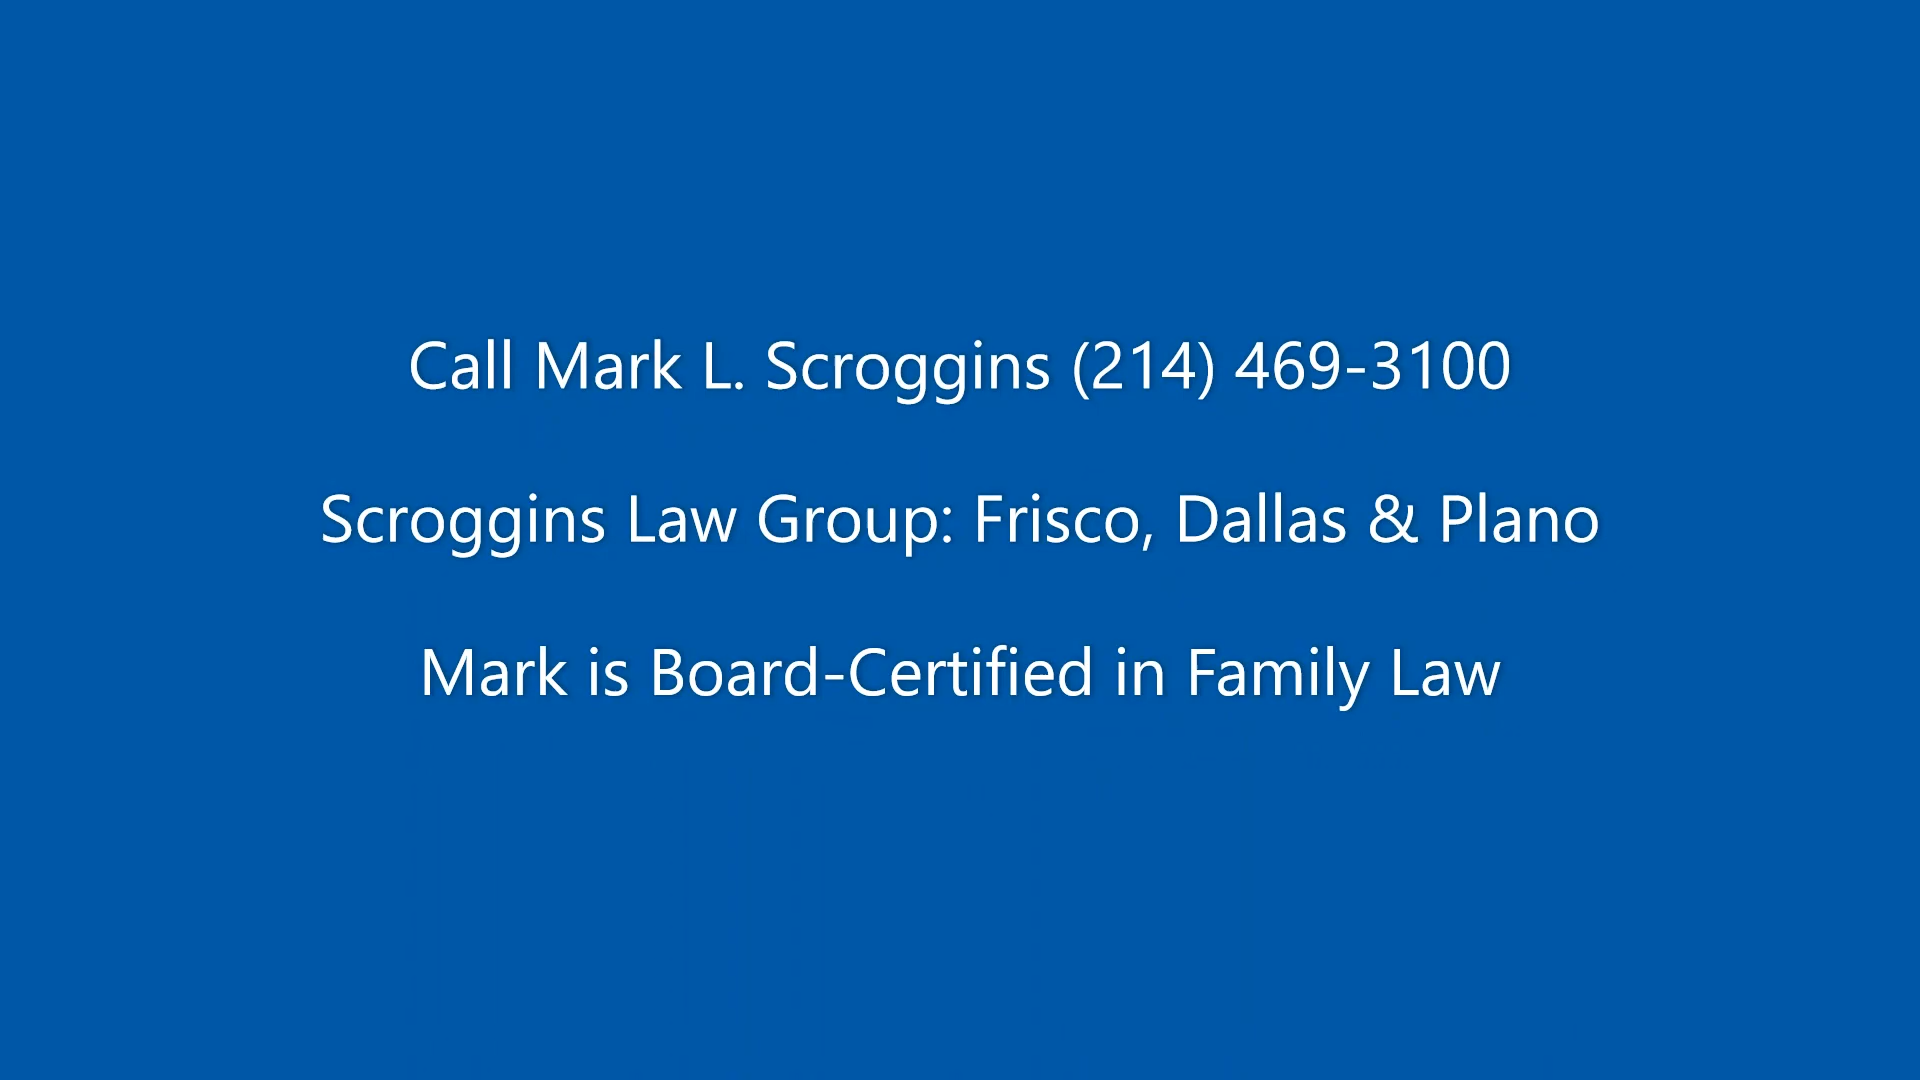 Call Mark L. Scroggins (214) 469-3100
Scroggins Law Group: Frisco, Dallas & Plano
Mark is Board-Certified in Family Law